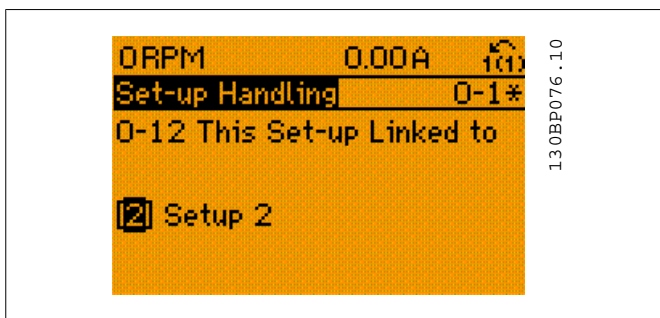 0RPM 0.00A 1(1)
Set-up Handling 0-1*
0-12 This Set-up Linked to
[2] Setup 2
130BP076.10